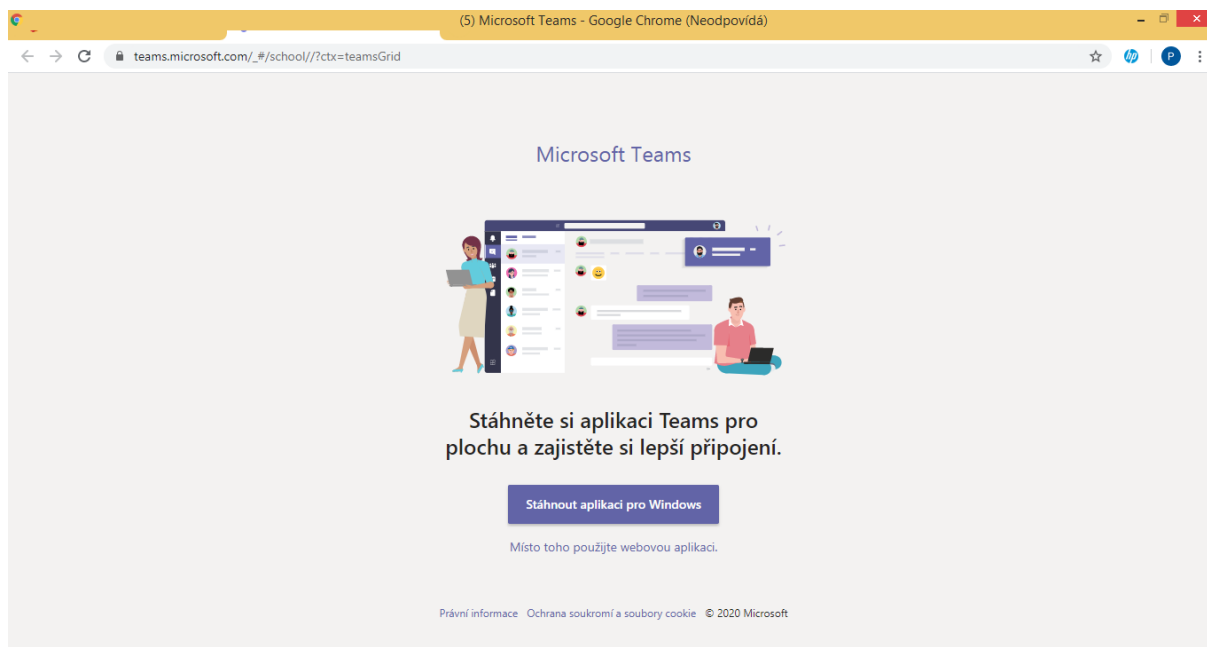 (5) Microsoft Teams - Google Chrome (Neodpovídá)
teams.microsoft.com/_#/school//?ctx=teamsGrid
hp
P
Microsoft Teams
Stáhněte si aplikaci Teams pro
plochu a zajistěte si lepší připojení.
Stáhnout aplikaci pro Windows
Místo toho použijte webovou aplikaci.
Právní informace Ochrana soukromí a soubory cookie © 2020 Microsoft